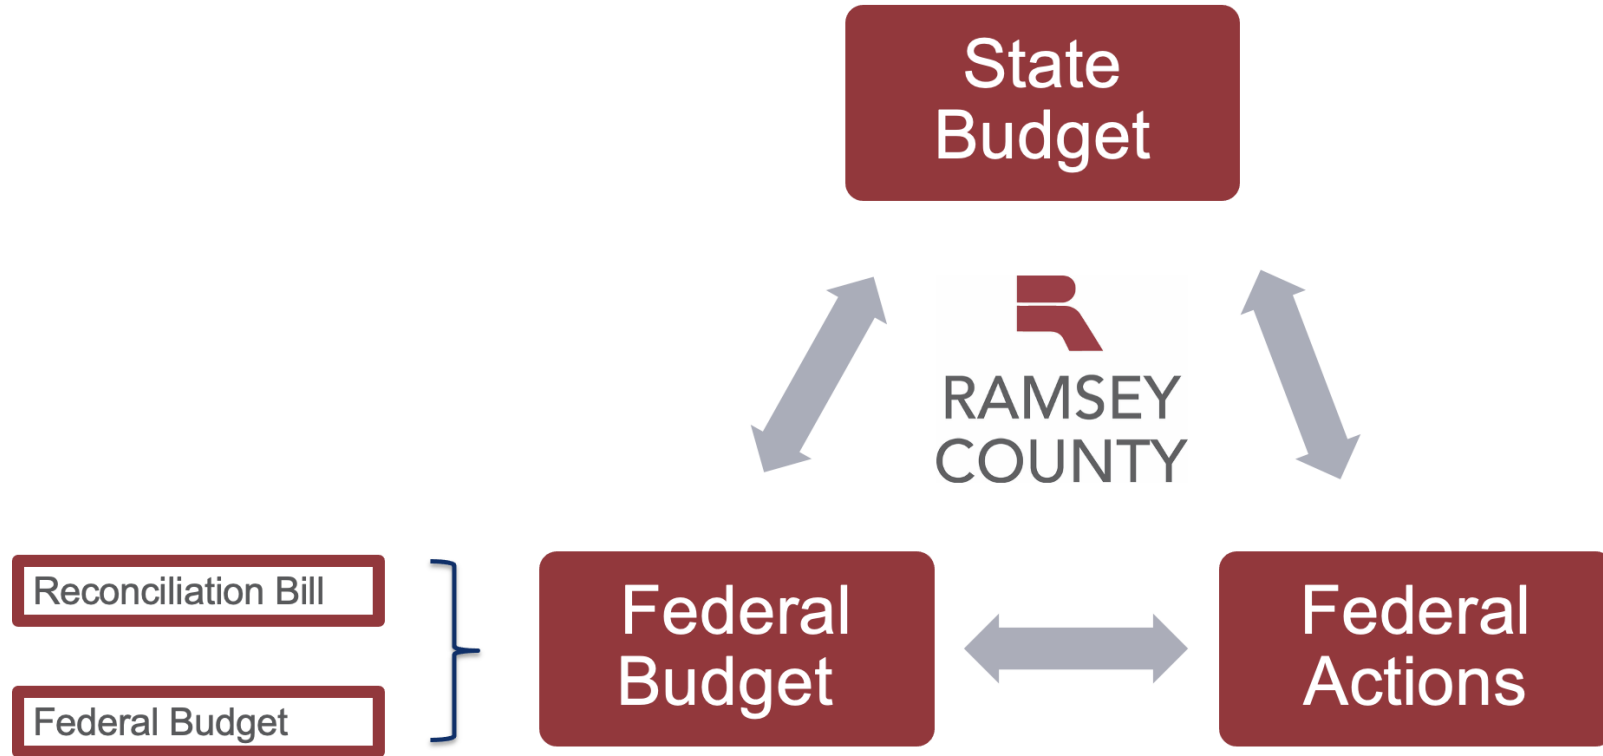 State
Budget
RAMSEY
COUNTY
Reconciliation Bill
Federal Budget
Federal
Budget
Federal
Actions